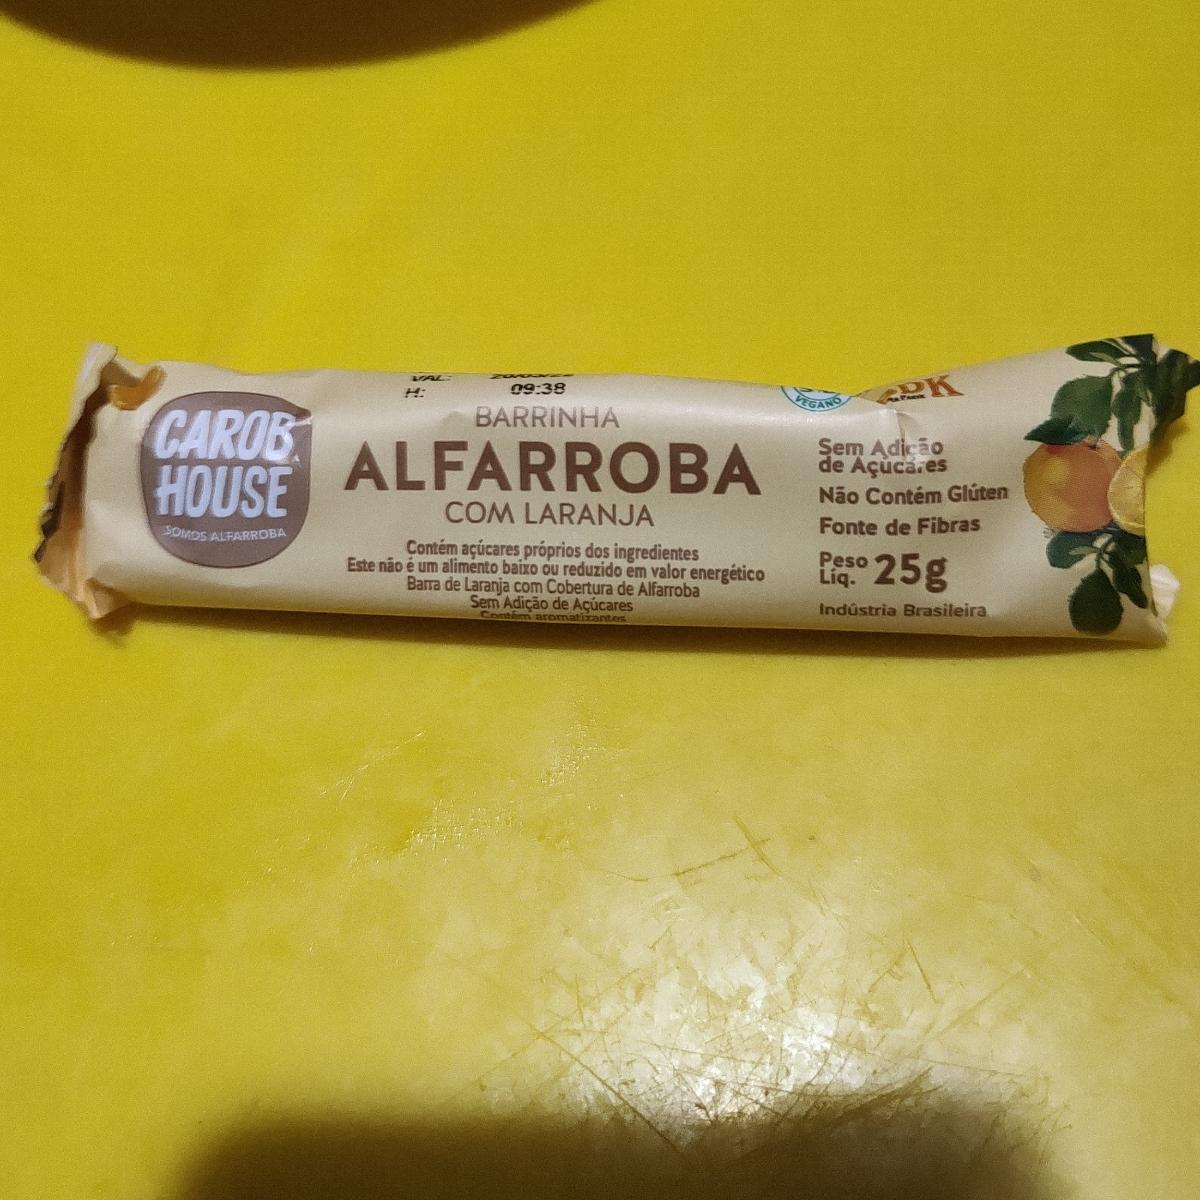 VAL:
H: 09:38
CAROB
HOUSE
SOMOS ALFARROBA
BARRINHA
ALFARROBA
COM LARANJA
Contém açúcares próprios dos ingredientes
Este não é um alimento baixo ou reduzido em valor energético
Barra de Laranja com Cobertura de Alfarroba
Sem Adição de Açúcares
Contém aromatizantes
VEGANO
Sem Adição
de Açúcares
Não Contém Glúten
Fonte de Fibras
Peso
Líq. 25g
Indústria Brasileira